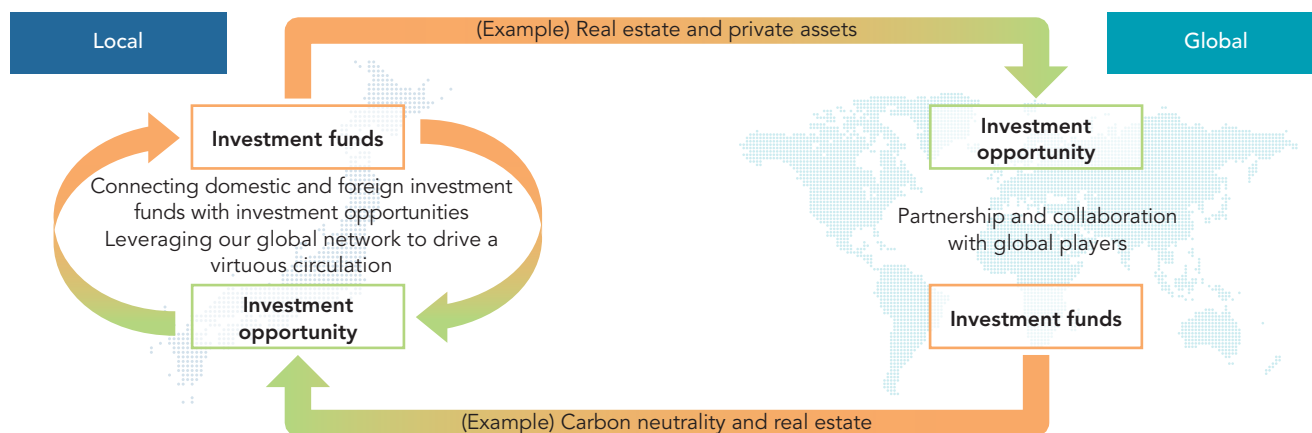 Local
(Example) Real estate and private assets
Global
Investment funds
Connecting domestic and foreign investment
funds with investment opportunities
Leveraging our global network to drive a
virtuous circulation
Investment
opportunity
Investment
opportunity
Partnership and collaboration
with global players
Investment funds
(Example) Carbon neutrality and real estate